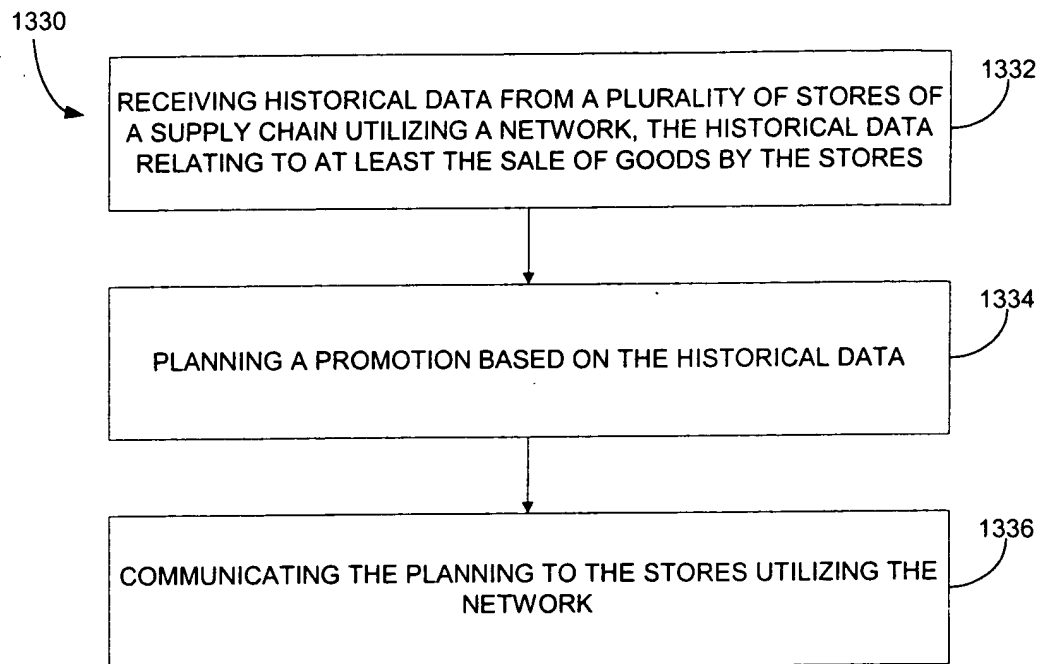 1330
1332
RECEIVING HISTORICAL DATA FROM A PLURALITY OF STORES OF
A SUPPLY CHAIN UTILIZING A NETWORK, THE HISTORICAL DATA
RELATING TO AT LEAST THE SALE OF GOODS BY THE STORES
1334
PLANNING A PROMOTION BASED ON THE HISTORICAL DATA
1336
COMMUNICATING THE PLANNING TO THE STORES UTILIZING THE
NETWORK